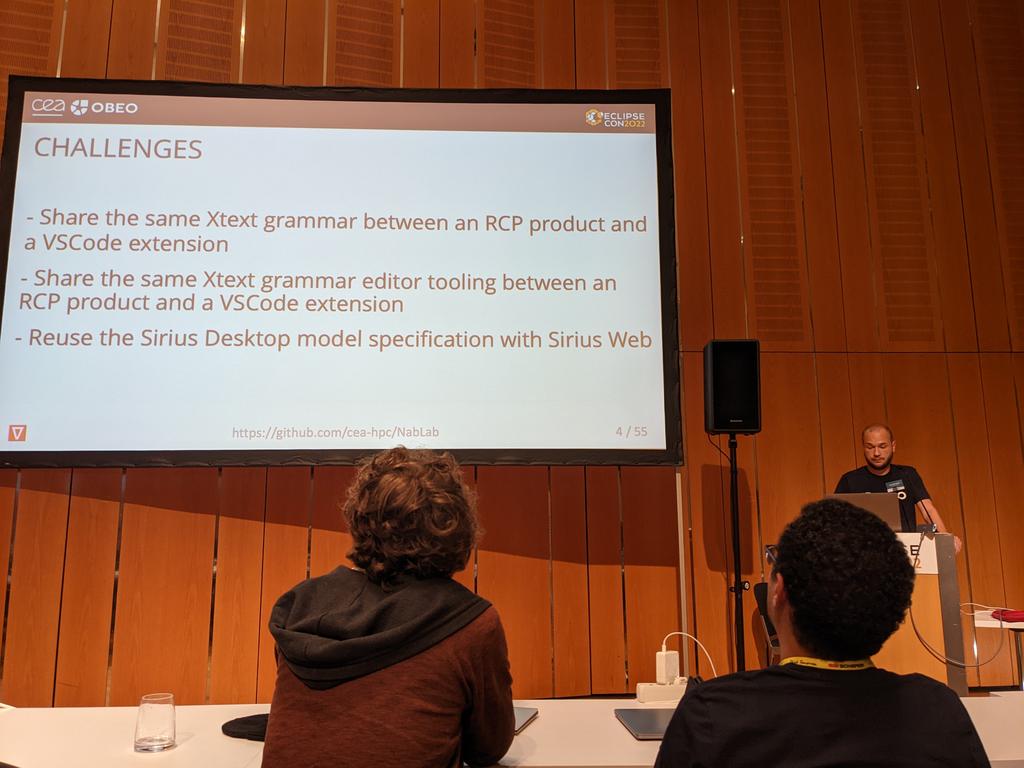 cea OBEO
ECLIPSE
CON2022
CHALLENGES
- Share the same Xtext grammar between an RCP product and
a VSCode extension
- Share the same Xtext grammar editor tooling between an
RCP product and a VSCode extension
- Reuse the Sirius Desktop model specification with Sirius Web
https://github.com/cea-hpc/NabLab
4 / 55